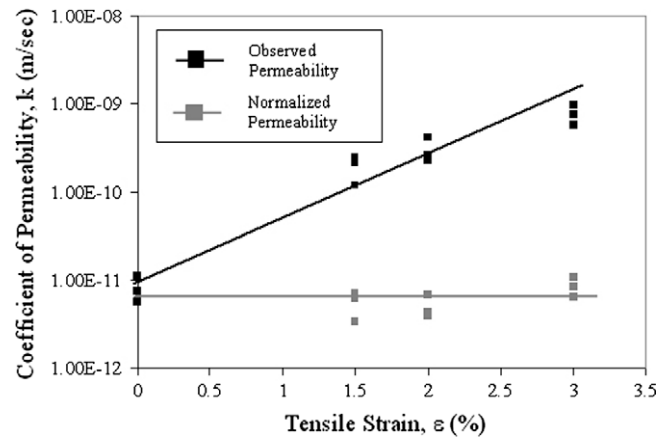 1.00E-08
1.00E-09
1.00E-10
1.00E-11
1.00E-12
Coefficient of Permeability, k (m/sec)
Observed
Permeability
Normalized
Permeability
0
0.5
1
1.5
2
2.5
3
3.5
Tensile Strain, ε (%)